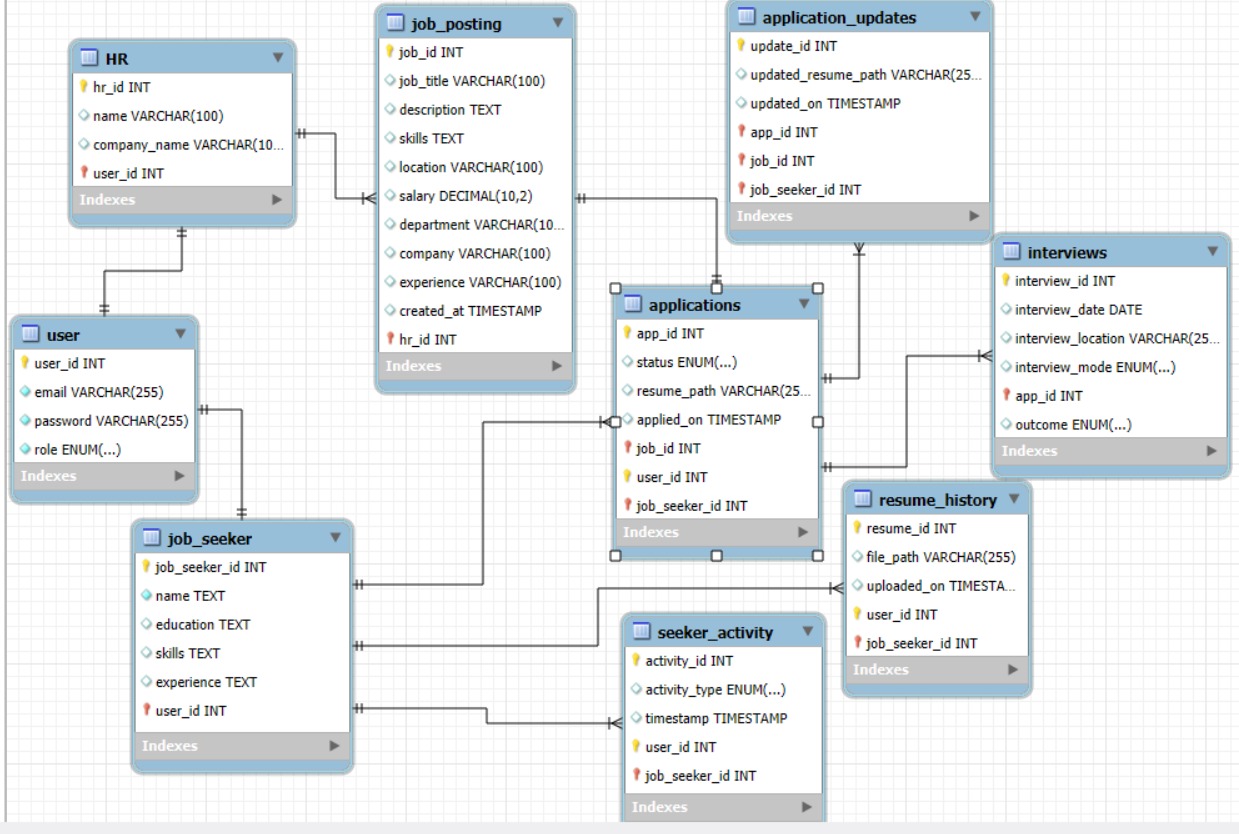 HR
hr_id INT
name VARCHAR(100)
company_name VARCHAR(10...
user_id INT
Indexes
job_posting
job_id INT
job_title VARCHAR(100)
description TEXT
skills TEXT
location VARCHAR(100)
salary DECIMAL(10,2)
department VARCHAR(10...
company VARCHAR(100)
experience VARCHAR(100)
created_at TIMESTAMP
hr_id INT
Indexes
application_updates
update_id INT
updated_resume_path VARCHAR(25...
updated_on TIMESTAMP
app_id INT
job_id INT
job_seeker_id INT
Indexes
interviews
interview_id INT
interview_date DATE
interview_location VARCHAR(25...
interview_mode ENUM(...)
app_id INT
outcome ENUM(...)
Indexes
applications
app_id INT
status ENUM(...)
resume_path VARCHAR(25...
applied_on TIMESTAMP
job_id INT
user_id INT
job_seeker_id INT
Indexes
user
user_id INT
email VARCHAR(255)
password VARCHAR(255)
role ENUM(...)
Indexes
job_seeker
job_seeker_id INT
name TEXT
education TEXT
skills TEXT
experience TEXT
user_id INT
Indexes
resume_history
resume_id INT
file_path VARCHAR(255)
uploaded_on TIMESTA...
user_id INT
job_seeker_id INT
Indexes
seeker_activity
activity_id INT
activity_type ENUM(...)
timestamp TIMESTAMP
user_id INT
job_seeker_id INT
Indexes